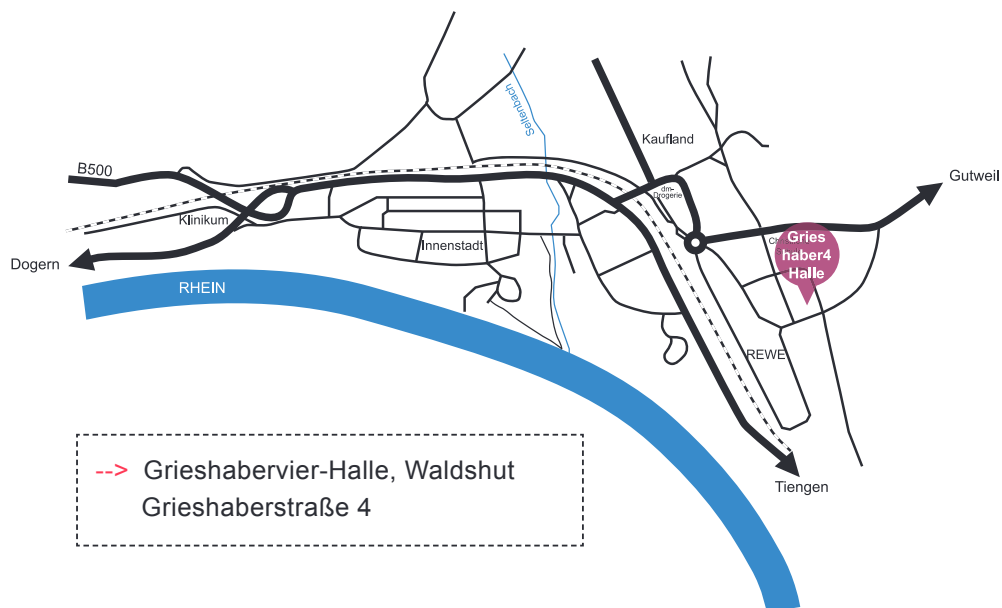 Seltenbach
Kaufland
B500
dm-
Drogerie
Gutweil
Klinikum
Innenstadt
Gries
haber4
Halle
Dogern
RHEIN
REWE
--> Grieshabervier-Halle, Waldshut
Grieshaberstraße 4
Tiengen